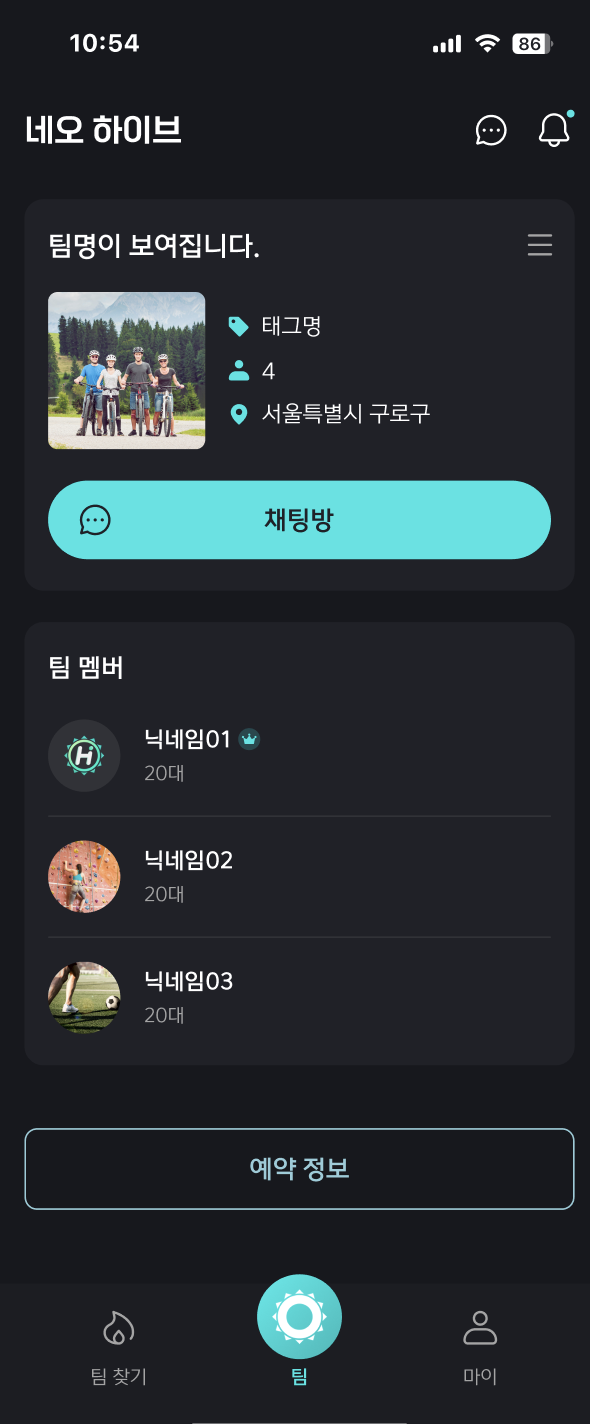 10:54
86
네오 하이브
팀명이 보여집니다.
태그명
4
서울특별시 구로구
채팅방
팀 멤버
Hi
닉네임01
20대
닉네임02
20대
닉네임03
20대
예약 정보
팀 찾기
팀
마이